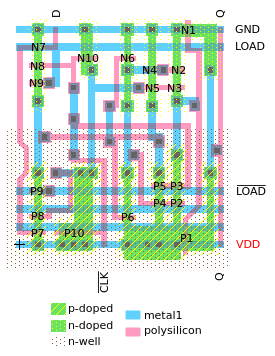 D
Q
N1
GND
N7
LOAD
N8
N10
N6
N4
N2
N9
N5
N3
P9
P5
P3
LOAD
P4
P2
P8
P6
P7
P10
P1
VDD
CLK
Q
p-doped
n-doped
n-well
metal1
polysilicon